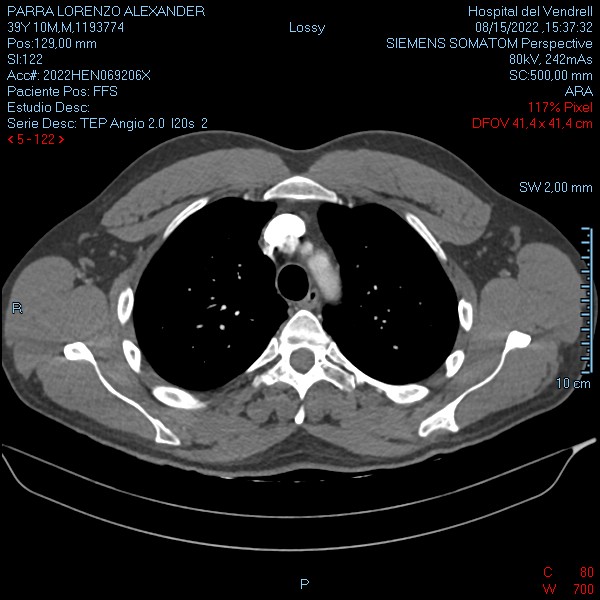 PARRA LORENZO ALEXANDER
39Y 10M,M,1193774
Pos:129,00 mm
SI:122
Acc#: 2022HEN069206X
Paciente Pos: FFS
Estudio Desc:
Serie Desc: TEP Angio 2.0 I20s 2
< 5 - 122 >
Lossy
Hospital del Vendrell
08/15/2022 ,15:37:32
SIEMENS SOMATOM Perspective
80kV, 242mAs
SC:500,00 mm
ARA
117% Pixel
DFOV 41,4 x 41,4 cm
SW 2,00 mm
R
10 cm
P
C 80
W 700